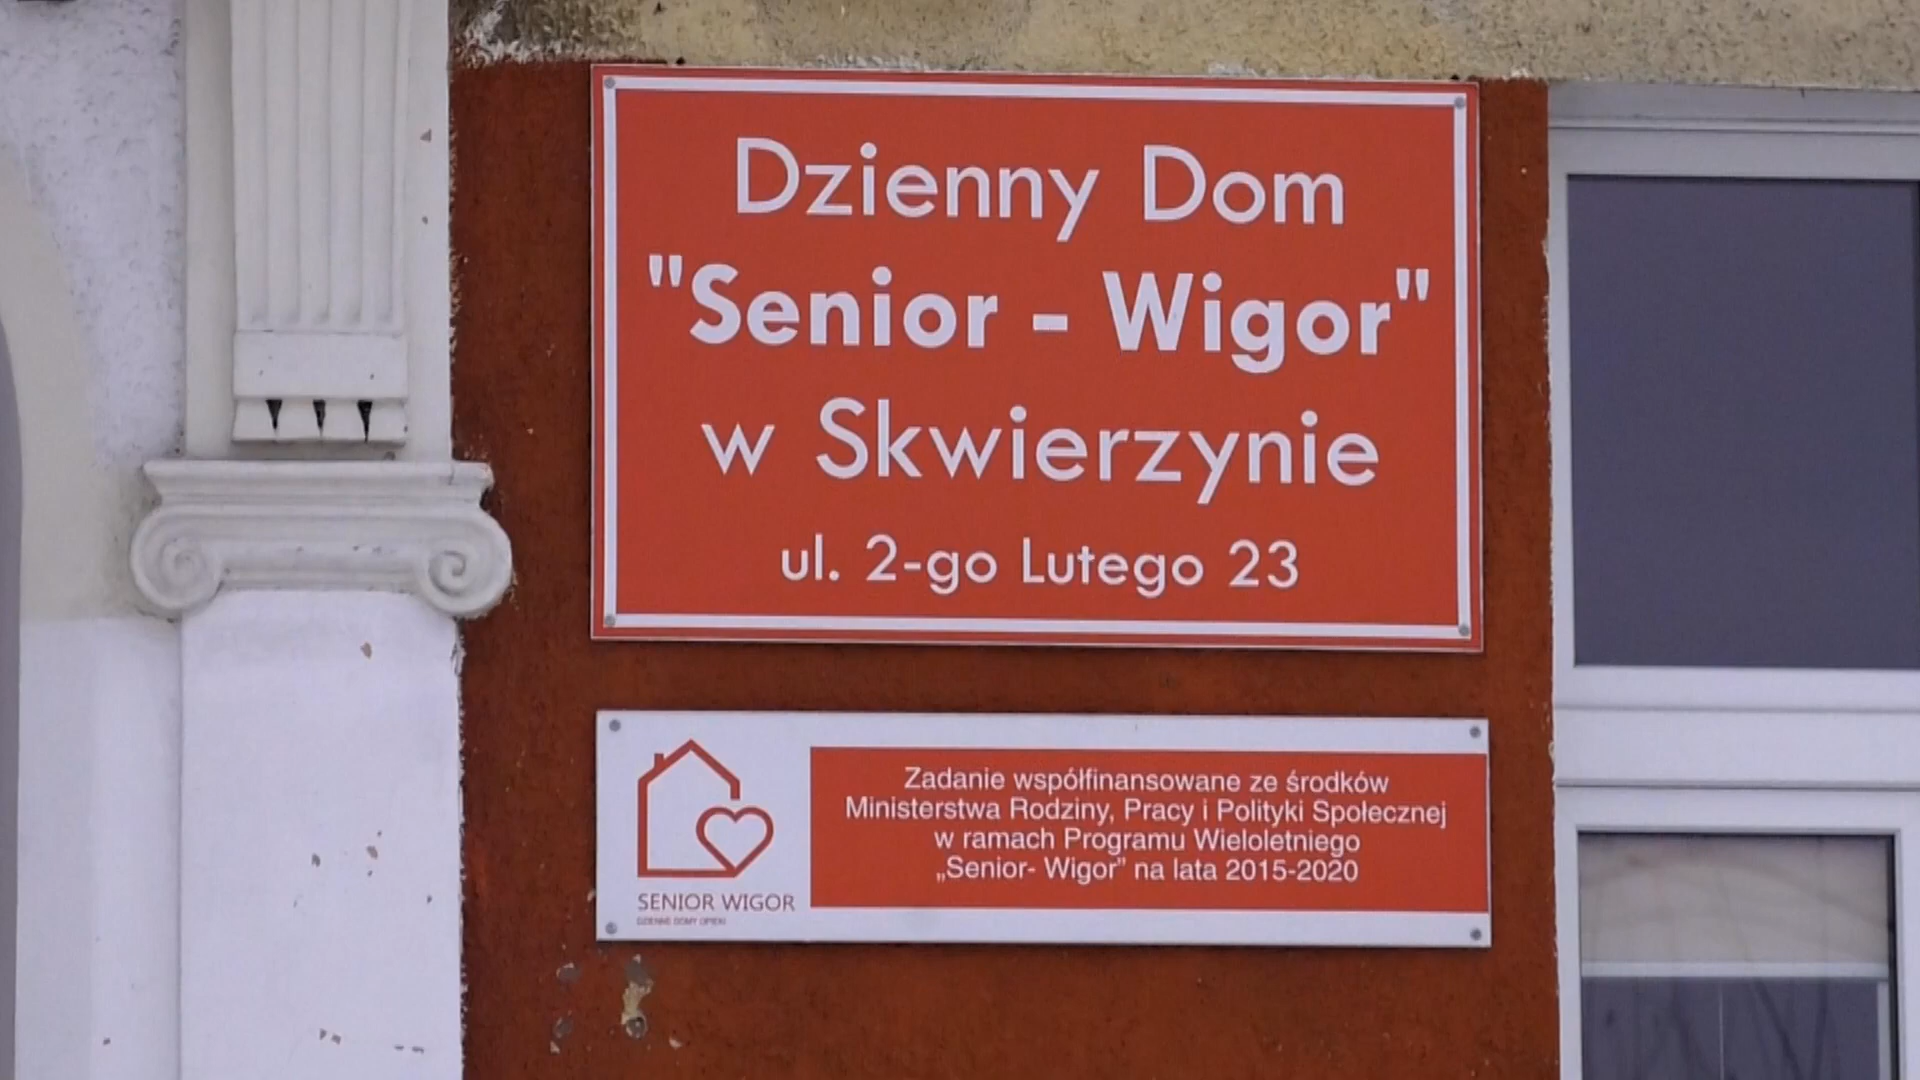 Dzienny Dom
"Senior - Wigor"
w Skwierzynie
ul. 2-go Lutego 23
Zadanie współfinansowane ze środków
Ministerstwa Rodziny, Pracy i Polityki Społecznej
w ramach Programu Wieloletniego
„Senior- Wigor” na lata 2015-2020
SENIOR WIGOR
DZIENNE DOMY OPIEKI